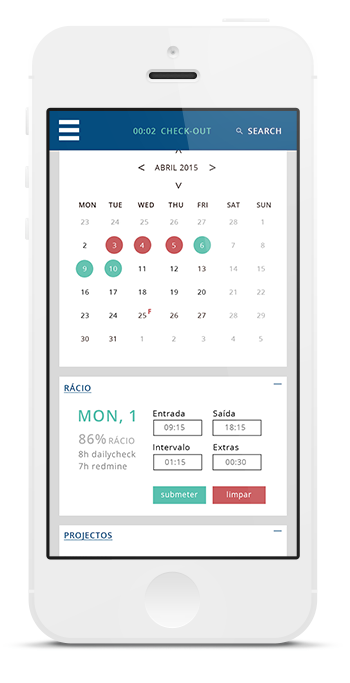 00:02 CHECK-OUT SEARCH
< ABRIL 2015 >
MON TUE WED THU FRI SAT SUN
23 24 25 26 27 28 1
2 3 4 5 6 7 8
9 10 11 12 13 14 15
16 17 18 19 20 21 22
23 24 25 F 26 27 28 29
30 31 1 2 3 4 5
RÁCIO
MON, 1
86% RÁCIO
8h dailycheck
7h redmine
Entrada Saída
09:15 18:15
Intervalo Extras
01:15 00:30
submeter limpar
PROJECTOS